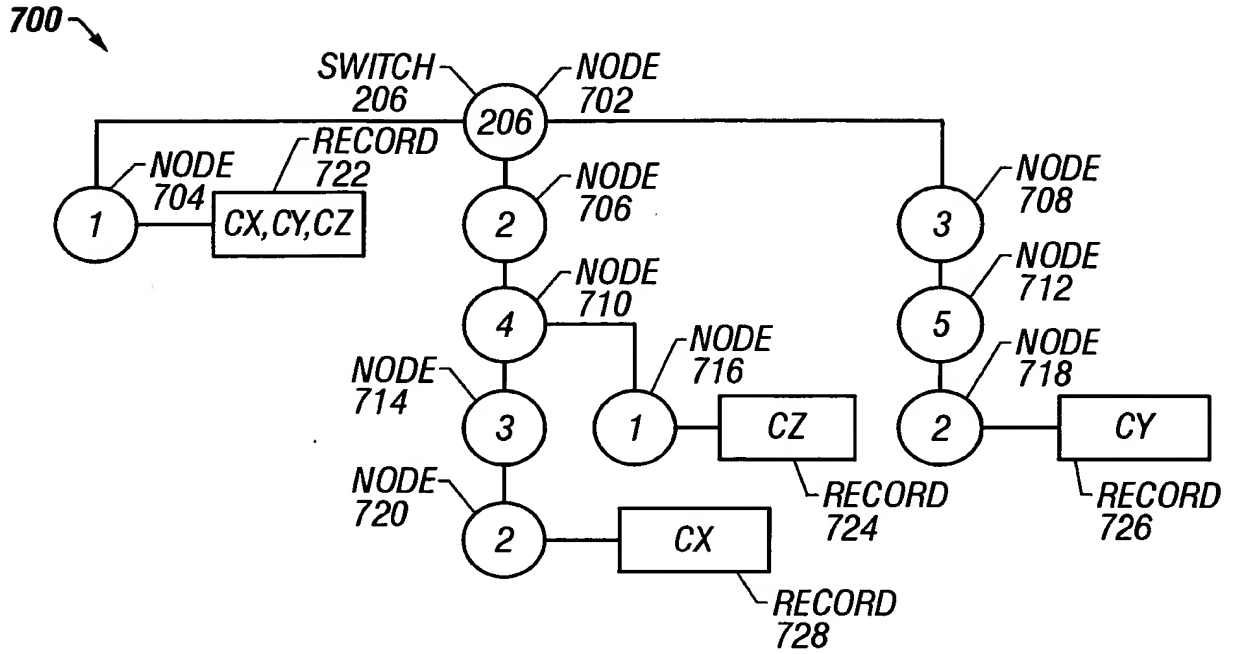 700
SWITCH
206
NODE
702
206
RECORD
722
NODE
704
1
CX, CY, CZ
NODE
706
2
NODE
708
3
NODE
710
4
NODE
712
5
NODE
714
3
NODE
716
1
CZ
RECORD
724
NODE
718
2
CY
RECORD
726
NODE
720
2
CX
RECORD
728